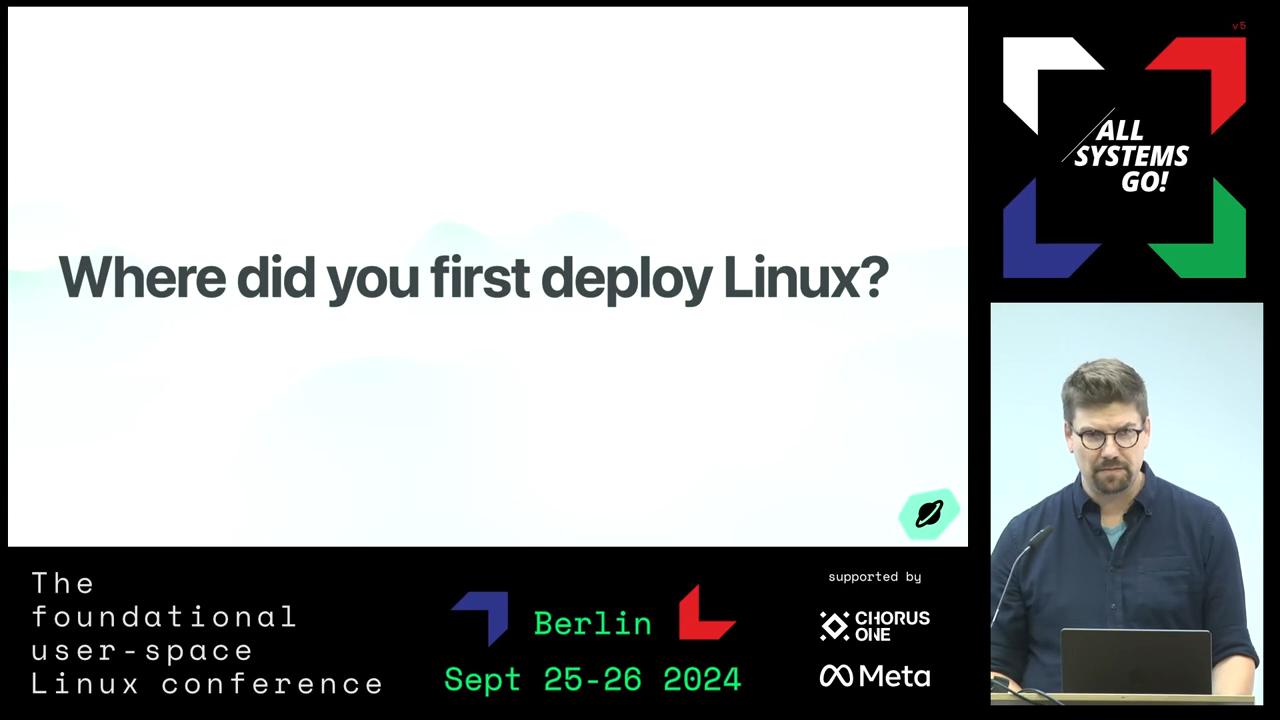 Where did you first deploy Linux?
v5
ALL
SYSTEMS
GO!
The
foundational
user-space
Linux conference
Berlin
Sept 25-26 2024
supported by
CHORUS
ONE
Meta